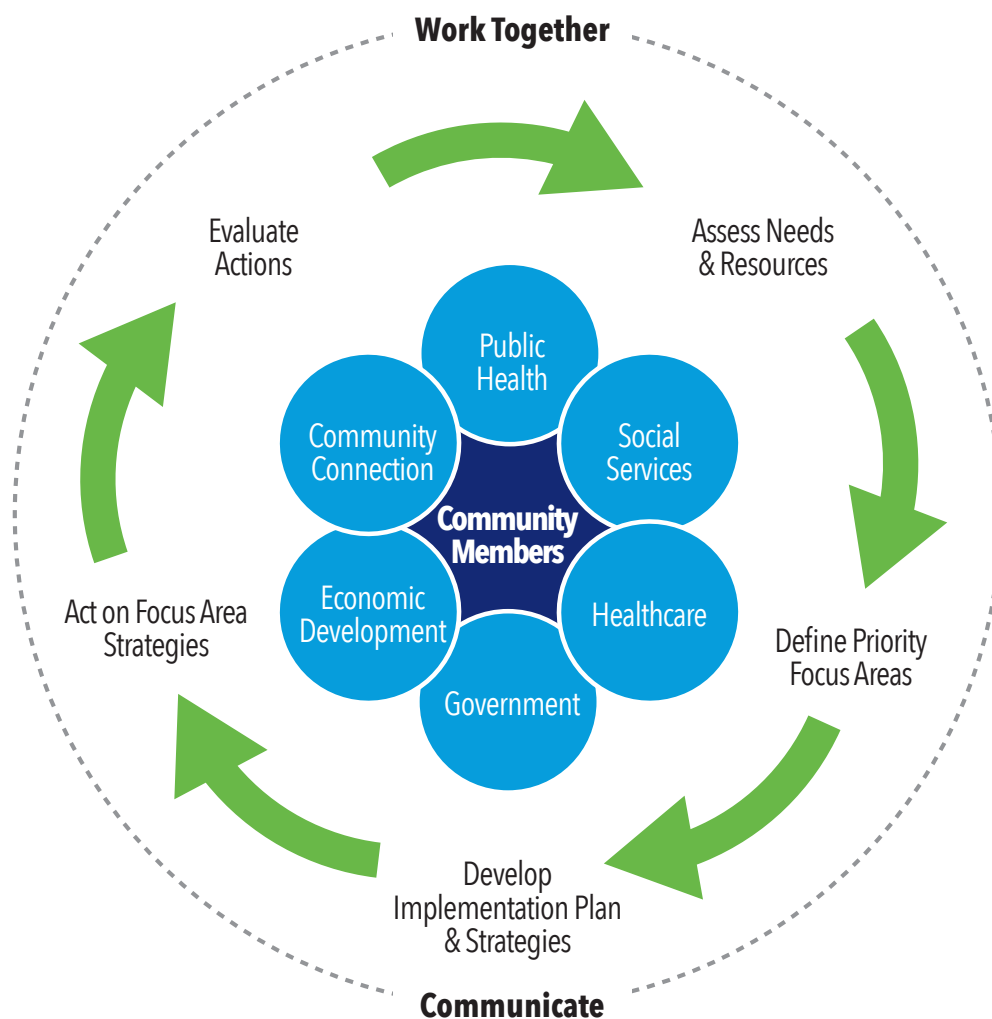 Work Together
Evaluate
Actions
Assess Needs
& Resources
Public
Health
Community
Connection
Social
Services
Community
Members
Economic
Development
Healthcare
Government
Act on Focus Area
Strategies
Define Priority
Focus Areas
Develop
Implementation Plan
& Strategies
Communicate